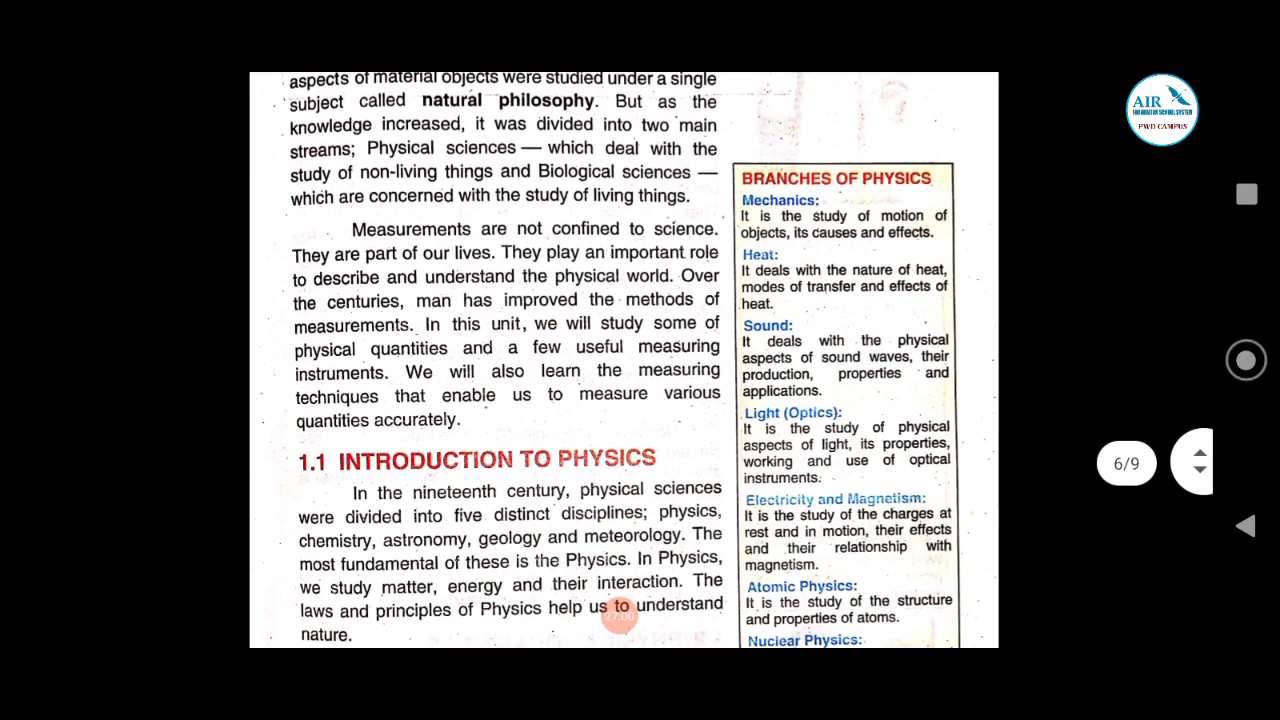 aspects of material objects were studied under a single
subject called natural philosophy. But as the
knowledge increased, it was divided into two main
streams; Physical sciences — which deal with the
study of non-living things and Biological sciences —
which are concerned with the study of living things.
Measurements are not confined to science.
They are part of our lives. They play an important role
to describe and understand the physical world. Over
the centuries, man has improved the methods of
measurements. In this unit, we will study some of
physical quantities and a few useful measuring
instruments. We will also learn the measuring
techniques that enable us to measure various
quantities accurately.
1.1 INTRODUCTION TO PHYSICS
In the nineteenth century, physical sciences
were divided into five distinct disciplines; physics,
chemistry, astronomy, geology and meteorology. The
most fundamental of these is the Physics. In Physics,
we study matter, energy and their interaction. The
laws and principles of Physics help us to understand
nature.
27:00
BRANCHES OF PHYSICS
Mechanics:
It is the study of motion of
objects, its causes and effects.
Heat:
It deals with the nature of heat,
modes of transfer and effects of
heat.
Sound:
It deals with the physical
aspects of sound waves, their
production, properties and
applications.
Light (Optics):
It is the study of physical
aspects of light, its properties,
working and use of optical
instruments.
Electricity and Magnetism:
It is the study of the charges at
rest and in motion, their effects
and their relationship with
magnetism.
Atomic Physics:
It is the study of the structure
and properties of atoms.
Nuclear Physics:
AIR
FOUNDATION SCHOOL SYSTEM
PWD CAMPUS
6/9